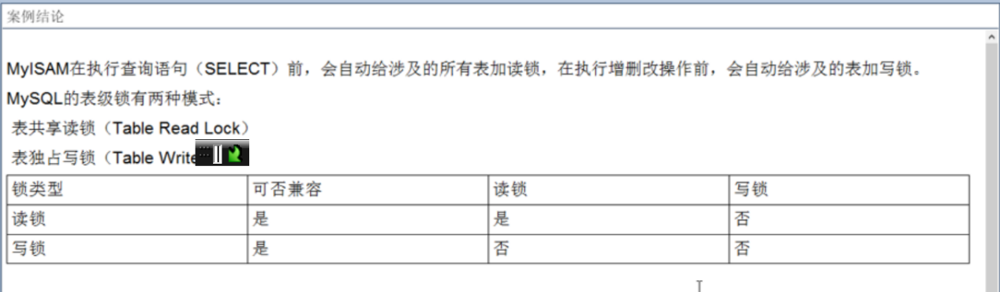 案例结论
MyISAM在执行查询语句（SELECT）前，会自动给涉及的所有表加读锁，在执行增删改操作前，会自动给涉及的表加写锁。
MySQL的表级锁有两种模式：
表共享读锁（Table Read Lock）
表独占写锁（Table Write
锁类型 可否兼容 读锁 写锁
读锁 是 是 否
写锁 是 否 否